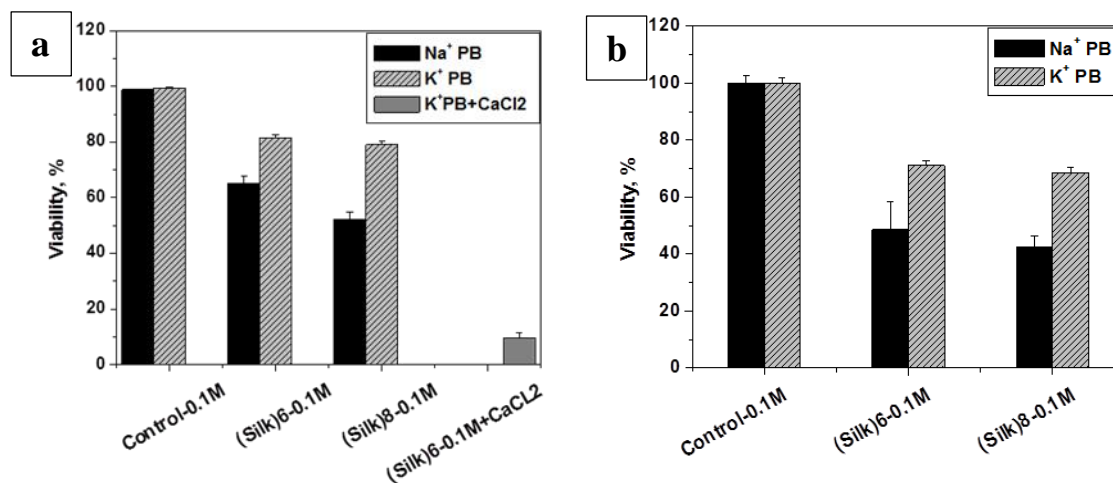 a
120
100
80
60
40
20
0
Viability, %
Na⁺ PB
K⁺ PB
K⁺PB+CaCl2
Control-0.1M
(Silk)6-0.1M
(Silk)8-0.1M
(Silk)6-0.1M+CaCL2
b
120
100
80
60
40
20
0
Viability, %
Na⁺ PB
K⁺ PB
Control-0.1M
(Silk)6-0.1M
(Silk)8-0.1M